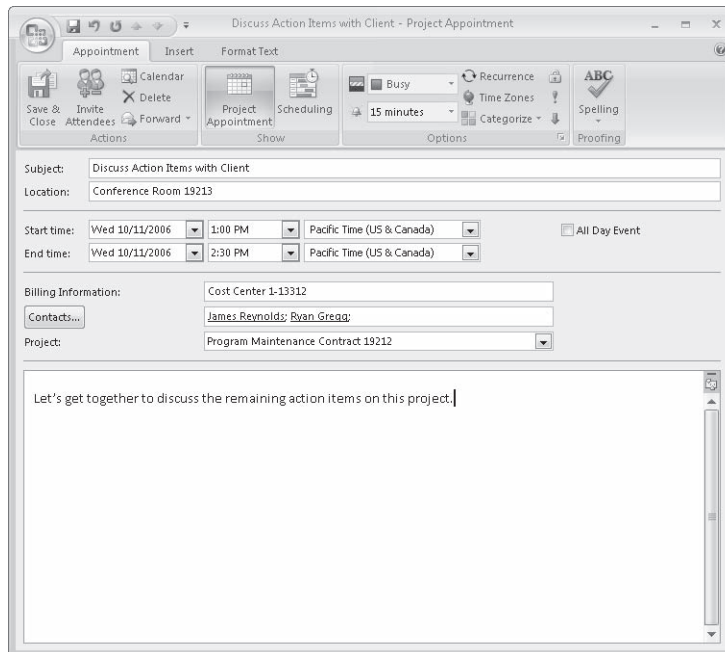 Discuss Action Items with Client - Project Appointment
Appointment Insert Format Text
Save & Close
Invite Attendees
Calendar
Delete
Forward
Actions
Project Appointment
Scheduling
Show
Busy
15 minutes
Recurrence
Time Zones
Categorize
Options
ABC
Spelling
Proofing
Subject: Discuss Action Items with Client
Location: Conference Room 19213
Start time: Wed 10/11/2006 1:00 PM Pacific Time (US & Canada) All Day Event
End time: Wed 10/11/2006 2:30 PM Pacific Time (US & Canada)
Billing Information: Cost Center 1-13312
Contacts... James Reynolds; Ryan Gregg;
Project: Program Maintenance Contract 19212
Let's get together to discuss the remaining action items on this project.